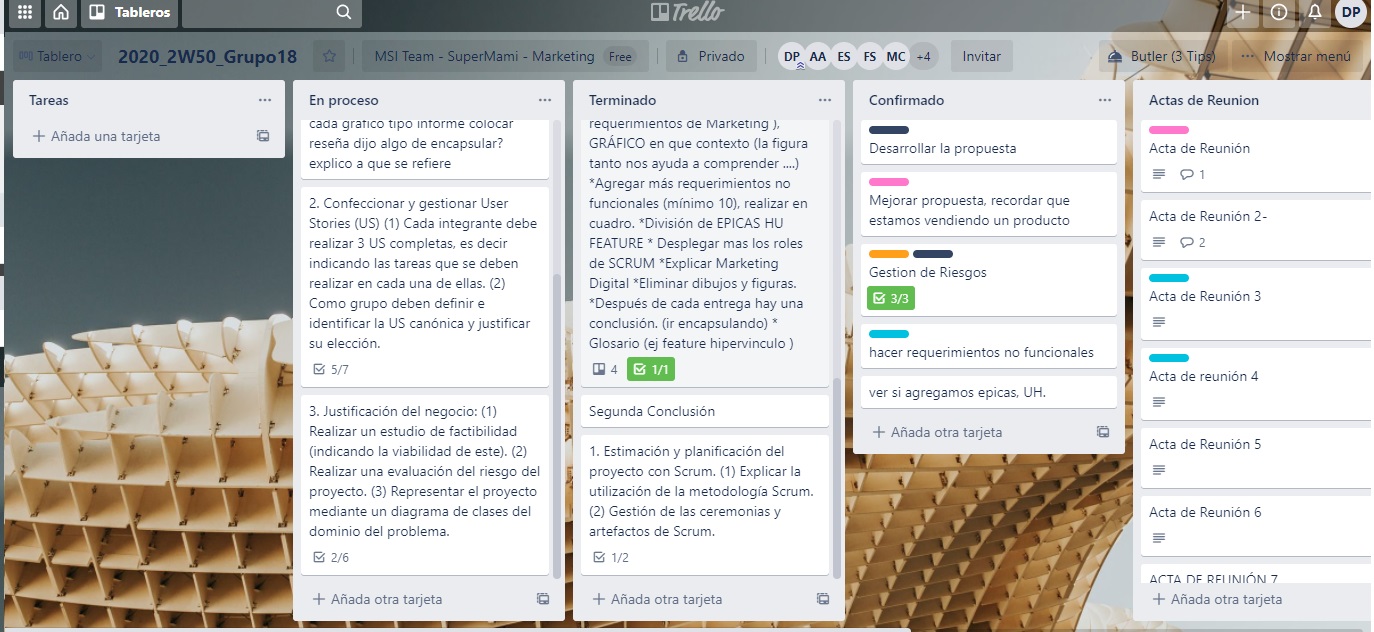 Tableros
Trello
DP
Tablero
2020_2W50_Grupo18
MSI Team - SuperMami - Marketing Free
Privado
DP AA ES FS MC +4
Invitar
Butler (3 Tips)
Mostrar menú
Tareas
Añada una tarjeta
En proceso
cada gráfico tipo informe colocar
reseña dijo algo de encapsular?
explico a que se refiere
2. Confeccionar y gestionar User
Stories (US) (1) Cada integrante debe
realizar 3 US completas, es decir
indicando las tareas que se deben
realizar en cada una de ellas. (2)
Como grupo deben definir e
identificar la US canónica y justificar
su elección.
5/7
3. Justificación del negocio: (1)
Realizar un estudio de factibilidad
(indicando la viabilidad de este). (2)
Realizar una evaluación del riesgo del
proyecto. (3) Representar el proyecto
mediante un diagrama de clases del
dominio del problema.
2/6
Añada otra tarjeta
Terminado
requerimientos de Marketing ),
GRÁFICO en que contexto (la figura
tanto nos ayuda a comprender ....)
*Agregar más requerimientos no
funcionales (mínimo 10), realizar en
cuadro. *División de EPICAS HU
FEATURE * Desplegar mas los roles
de SCRUM *Explicar Marketing
Digital *Eliminar dibujos y figuras.
*Después de cada entrega hay una
conclusión. (ir encapsulando) *
Glosario (ej feature hipervinculo )
4 1/1
Segunda Conclusión
1. Estimación y planificación del
proyecto con Scrum. (1) Explicar la
utilización de la metodología Scrum.
(2) Gestión de las ceremonias y
artefactos de Scrum.
1/2
Añada otra tarjeta
Confirmado
Desarrollar la propuesta
Mejorar propuesta, recordar que
estamos vendiendo un producto
Gestion de Riesgos
3/3
hacer requerimientos no funcionales
ver si agregamos epicas, UH.
Añada otra tarjeta
Actas de Reunion
Acta de Reunión
1
Acta de Reunión 2-
2
Acta de Reunión 3
Acta de reunión 4
Acta de Reunión 5
Acta de Reunión 6
ACTA DE REUNIÓN 7
Añada otra tarjeta